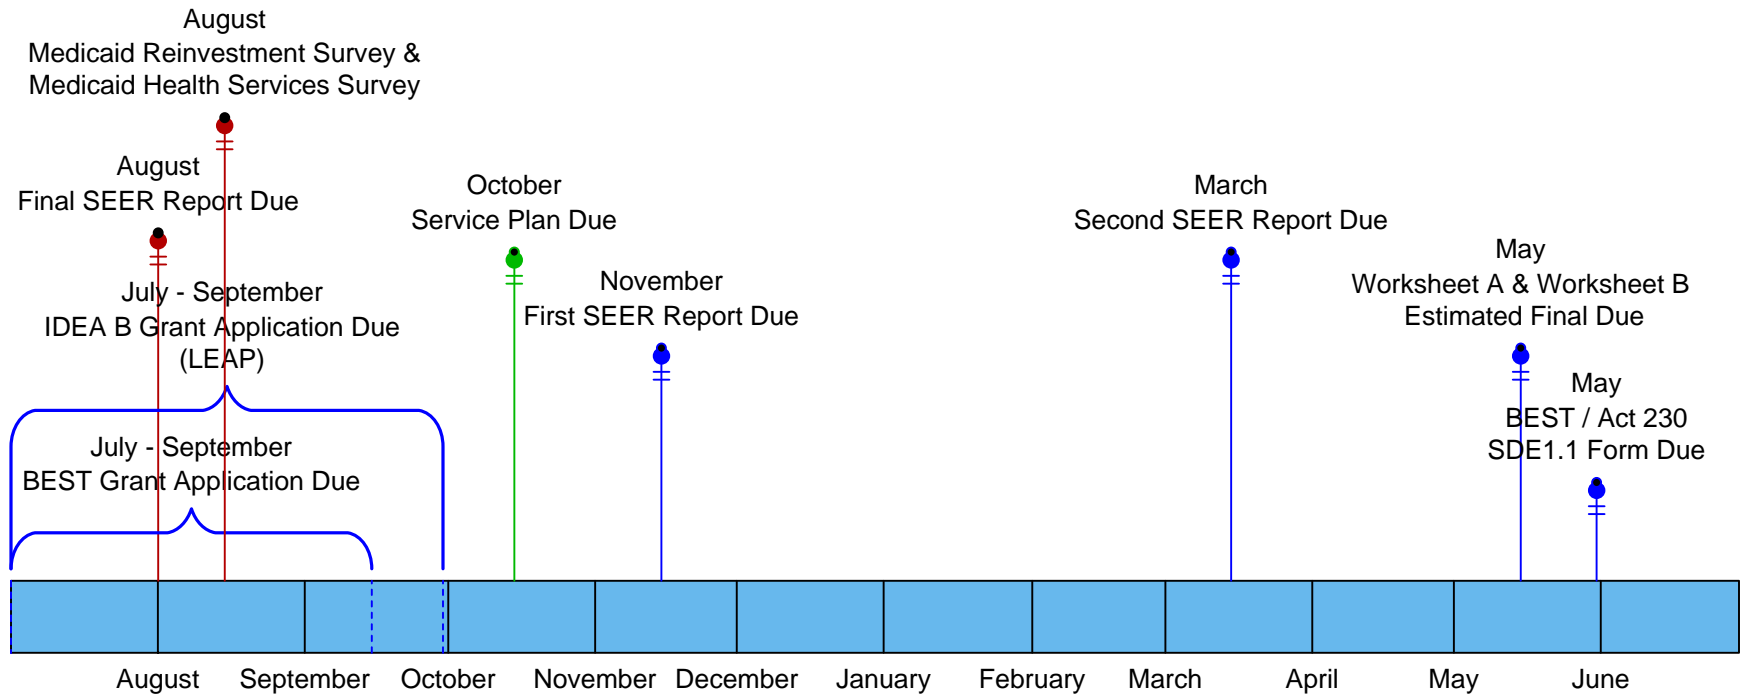 August
Medicaid Reinvestment Survey &
Medicaid Health Services Survey
August
Final SEER Report Due
October
Service Plan Due
March
Second SEER Report Due
November
First SEER Report Due
May
Worksheet A & Worksheet B
Estimated Final Due
July - September
IDEA B Grant Application Due
(LEAP)
May
BEST / Act 230
SDE1.1 Form Due
July - September
BEST Grant Application Due
August
September
October
November
December
January
February
March
April
May
June